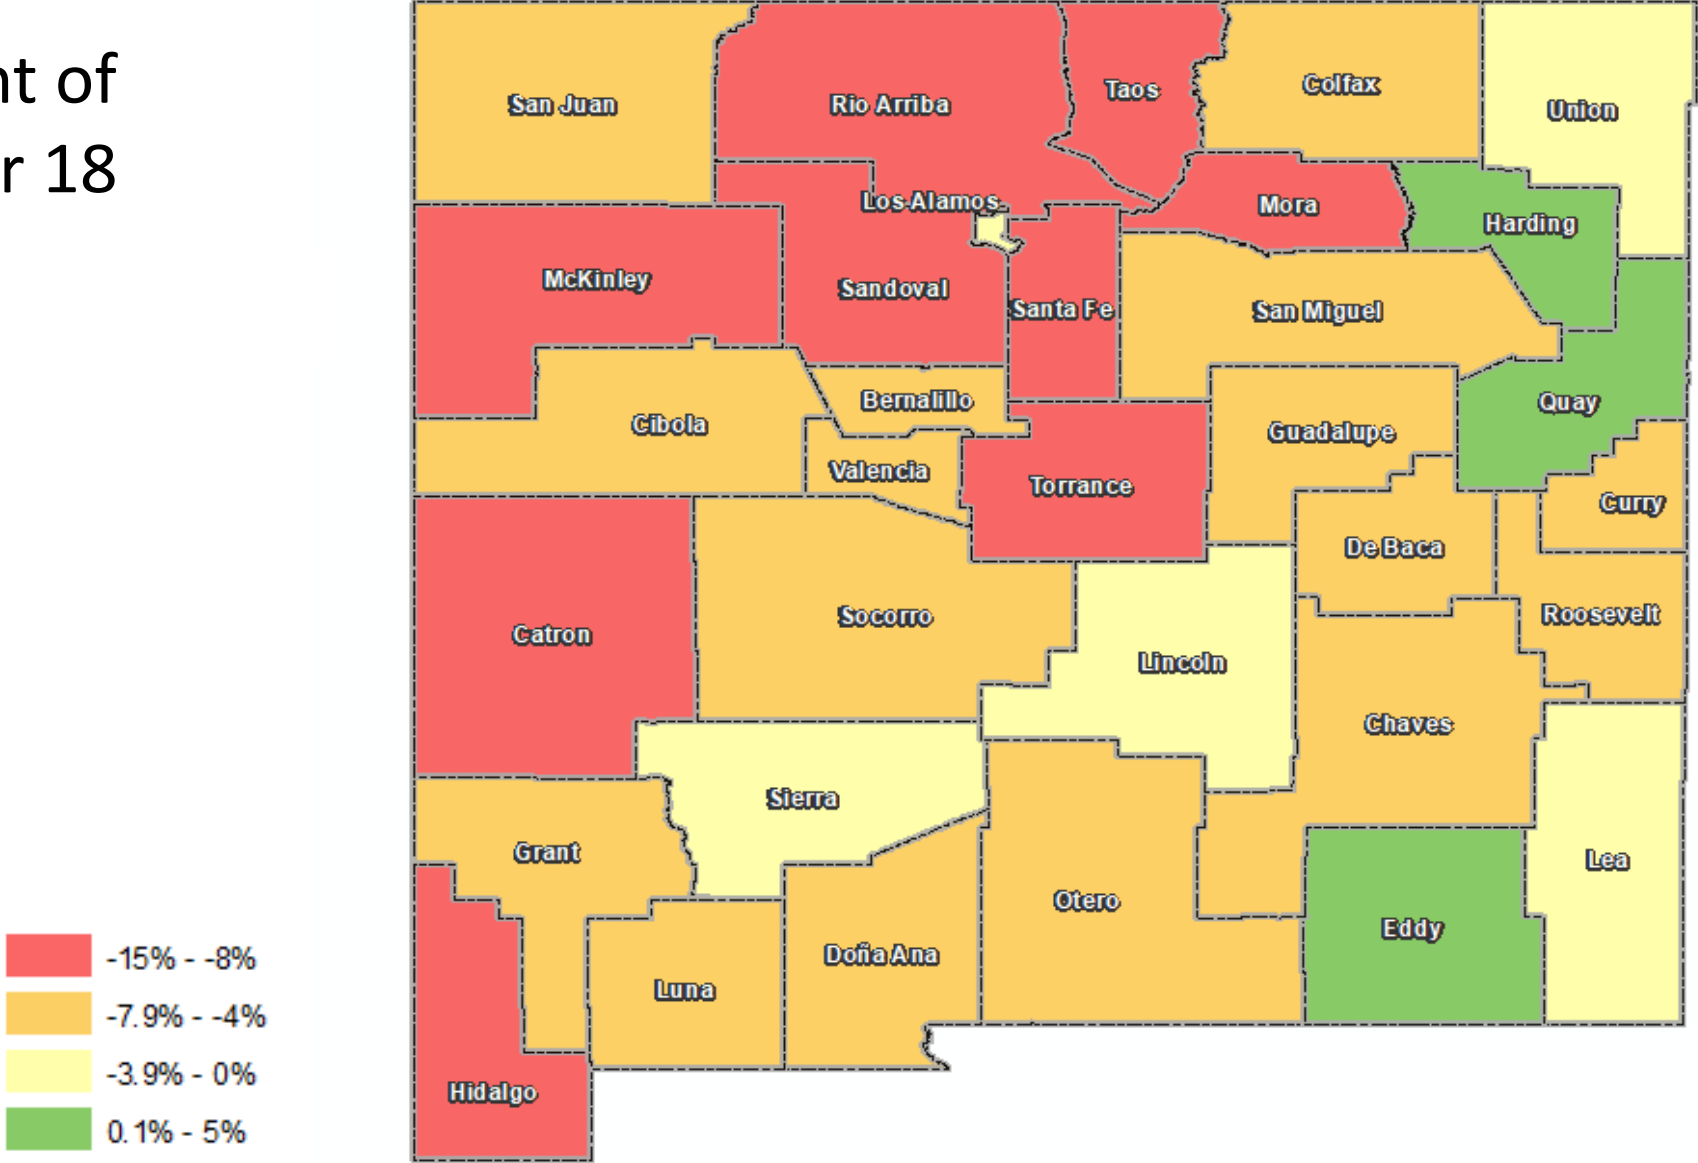 nt of
r 18
San Juan
Rio Arriba
Taos
Colfax
Union
Los Alamos
Mora
Harding
McKinley
Sandoval
Santa Fe
San Miguel
Bernalillo
Quay
Cibola
Guadalupe
Valencia
Torrance
Curry
De Baca
Catron
Socorro
Roosevelt
Lincoln
Chaves
Sierra
Grant
Lea
Otero
Eddy
Doña Ana
Luna
Hidalgo
-15% - -8%
-7.9% - -4%
-3.9% - 0%
0.1% - 5%